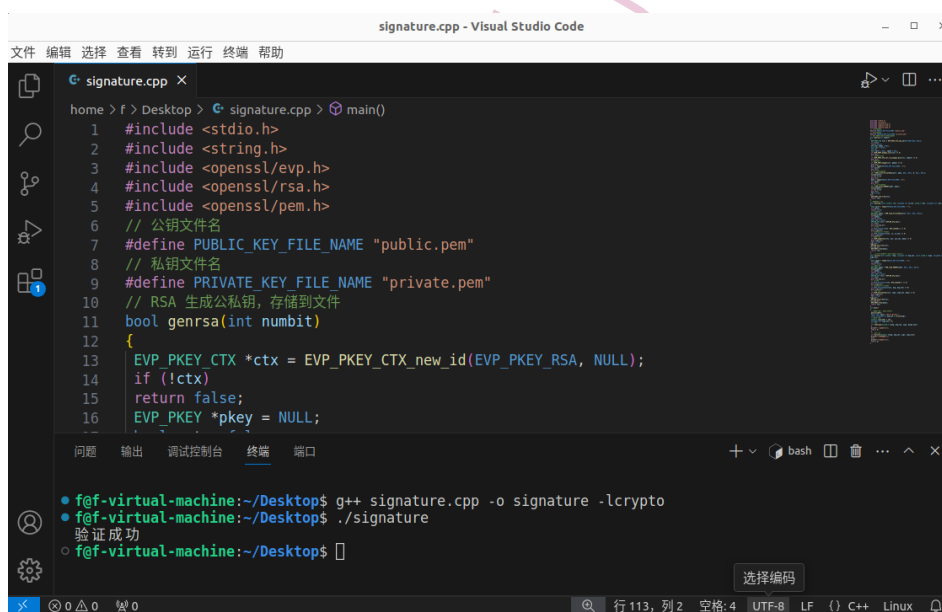 signature.cpp - Visual Studio Code
文件 编辑 选择 查看 转到 运行 终端 帮助
signature.cpp
home > f > Desktop > signature.cpp > main()
1 #include <stdio.h>
2 #include <string.h>
3 #include <openssl/evp.h>
4 #include <openssl/rsa.h>
5 #include <openssl/pem.h>
6 // 公钥文件名
7 #define PUBLIC_KEY_FILE_NAME "public.pem"
8 // 私钥文件名
9 #define PRIVATE_KEY_FILE_NAME "private.pem"
10 // RSA 生成公私钥，存储到文件
11 bool genrsa(int numbit)
12 {
13 EVP_PKEY_CTX *ctx = EVP_PKEY_CTX_new_id(EVP_PKEY_RSA, NULL);
14 if (!ctx)
15 return false;
16 EVP_PKEY *pkey = NULL;
问题 输出 调试控制台 终端 端口
bash
f@f-virtual-machine:~/Desktop$ g++ signature.cpp -o signature -lcrypto
f@f-virtual-machine:~/Desktop$ ./signature
验证成功
f@f-virtual-machine:~/Desktop$
1
选择编码
0 0 0 行 113，列 2 空格: 4 UTF-8 LF {} C++ Linux